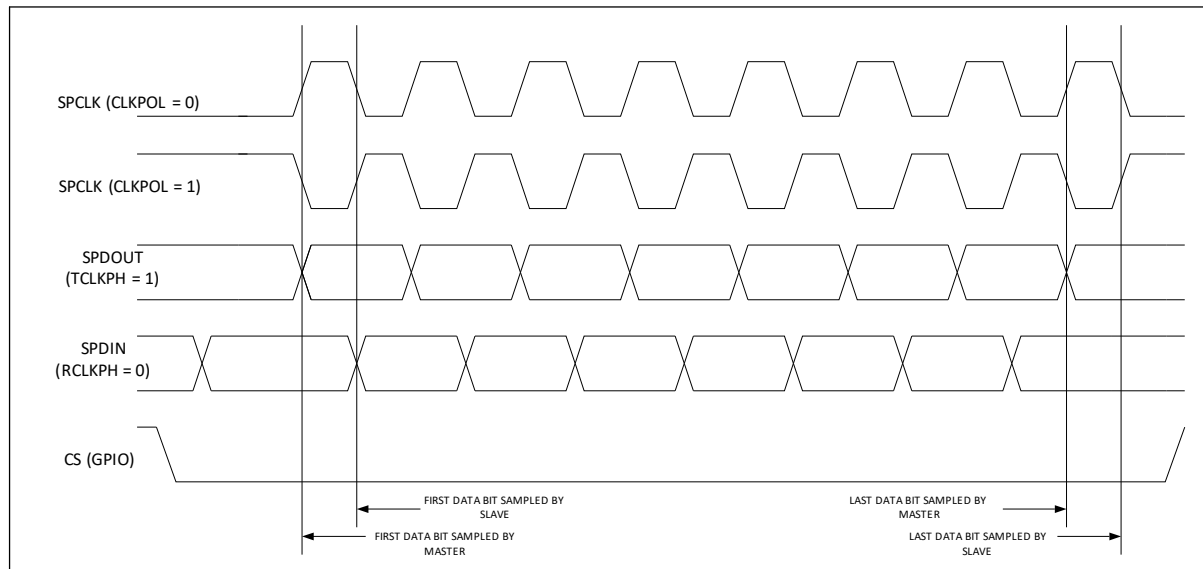 SPCLK (CLKPOL = 0)
SPCLK (CLKPOL = 1)
SPDOUT
(TCLKPH = 1)
SPDIN
(RCLKPH = 0)
CS (GPIO)
FIRST DATA BIT SAMPLED BY
SLAVE
LAST DATA BIT SAMPLED BY
MASTER
FIRST DATA BIT SAMPLED BY
MASTER
LAST DATA BIT SAMPLED BY
SLAVE